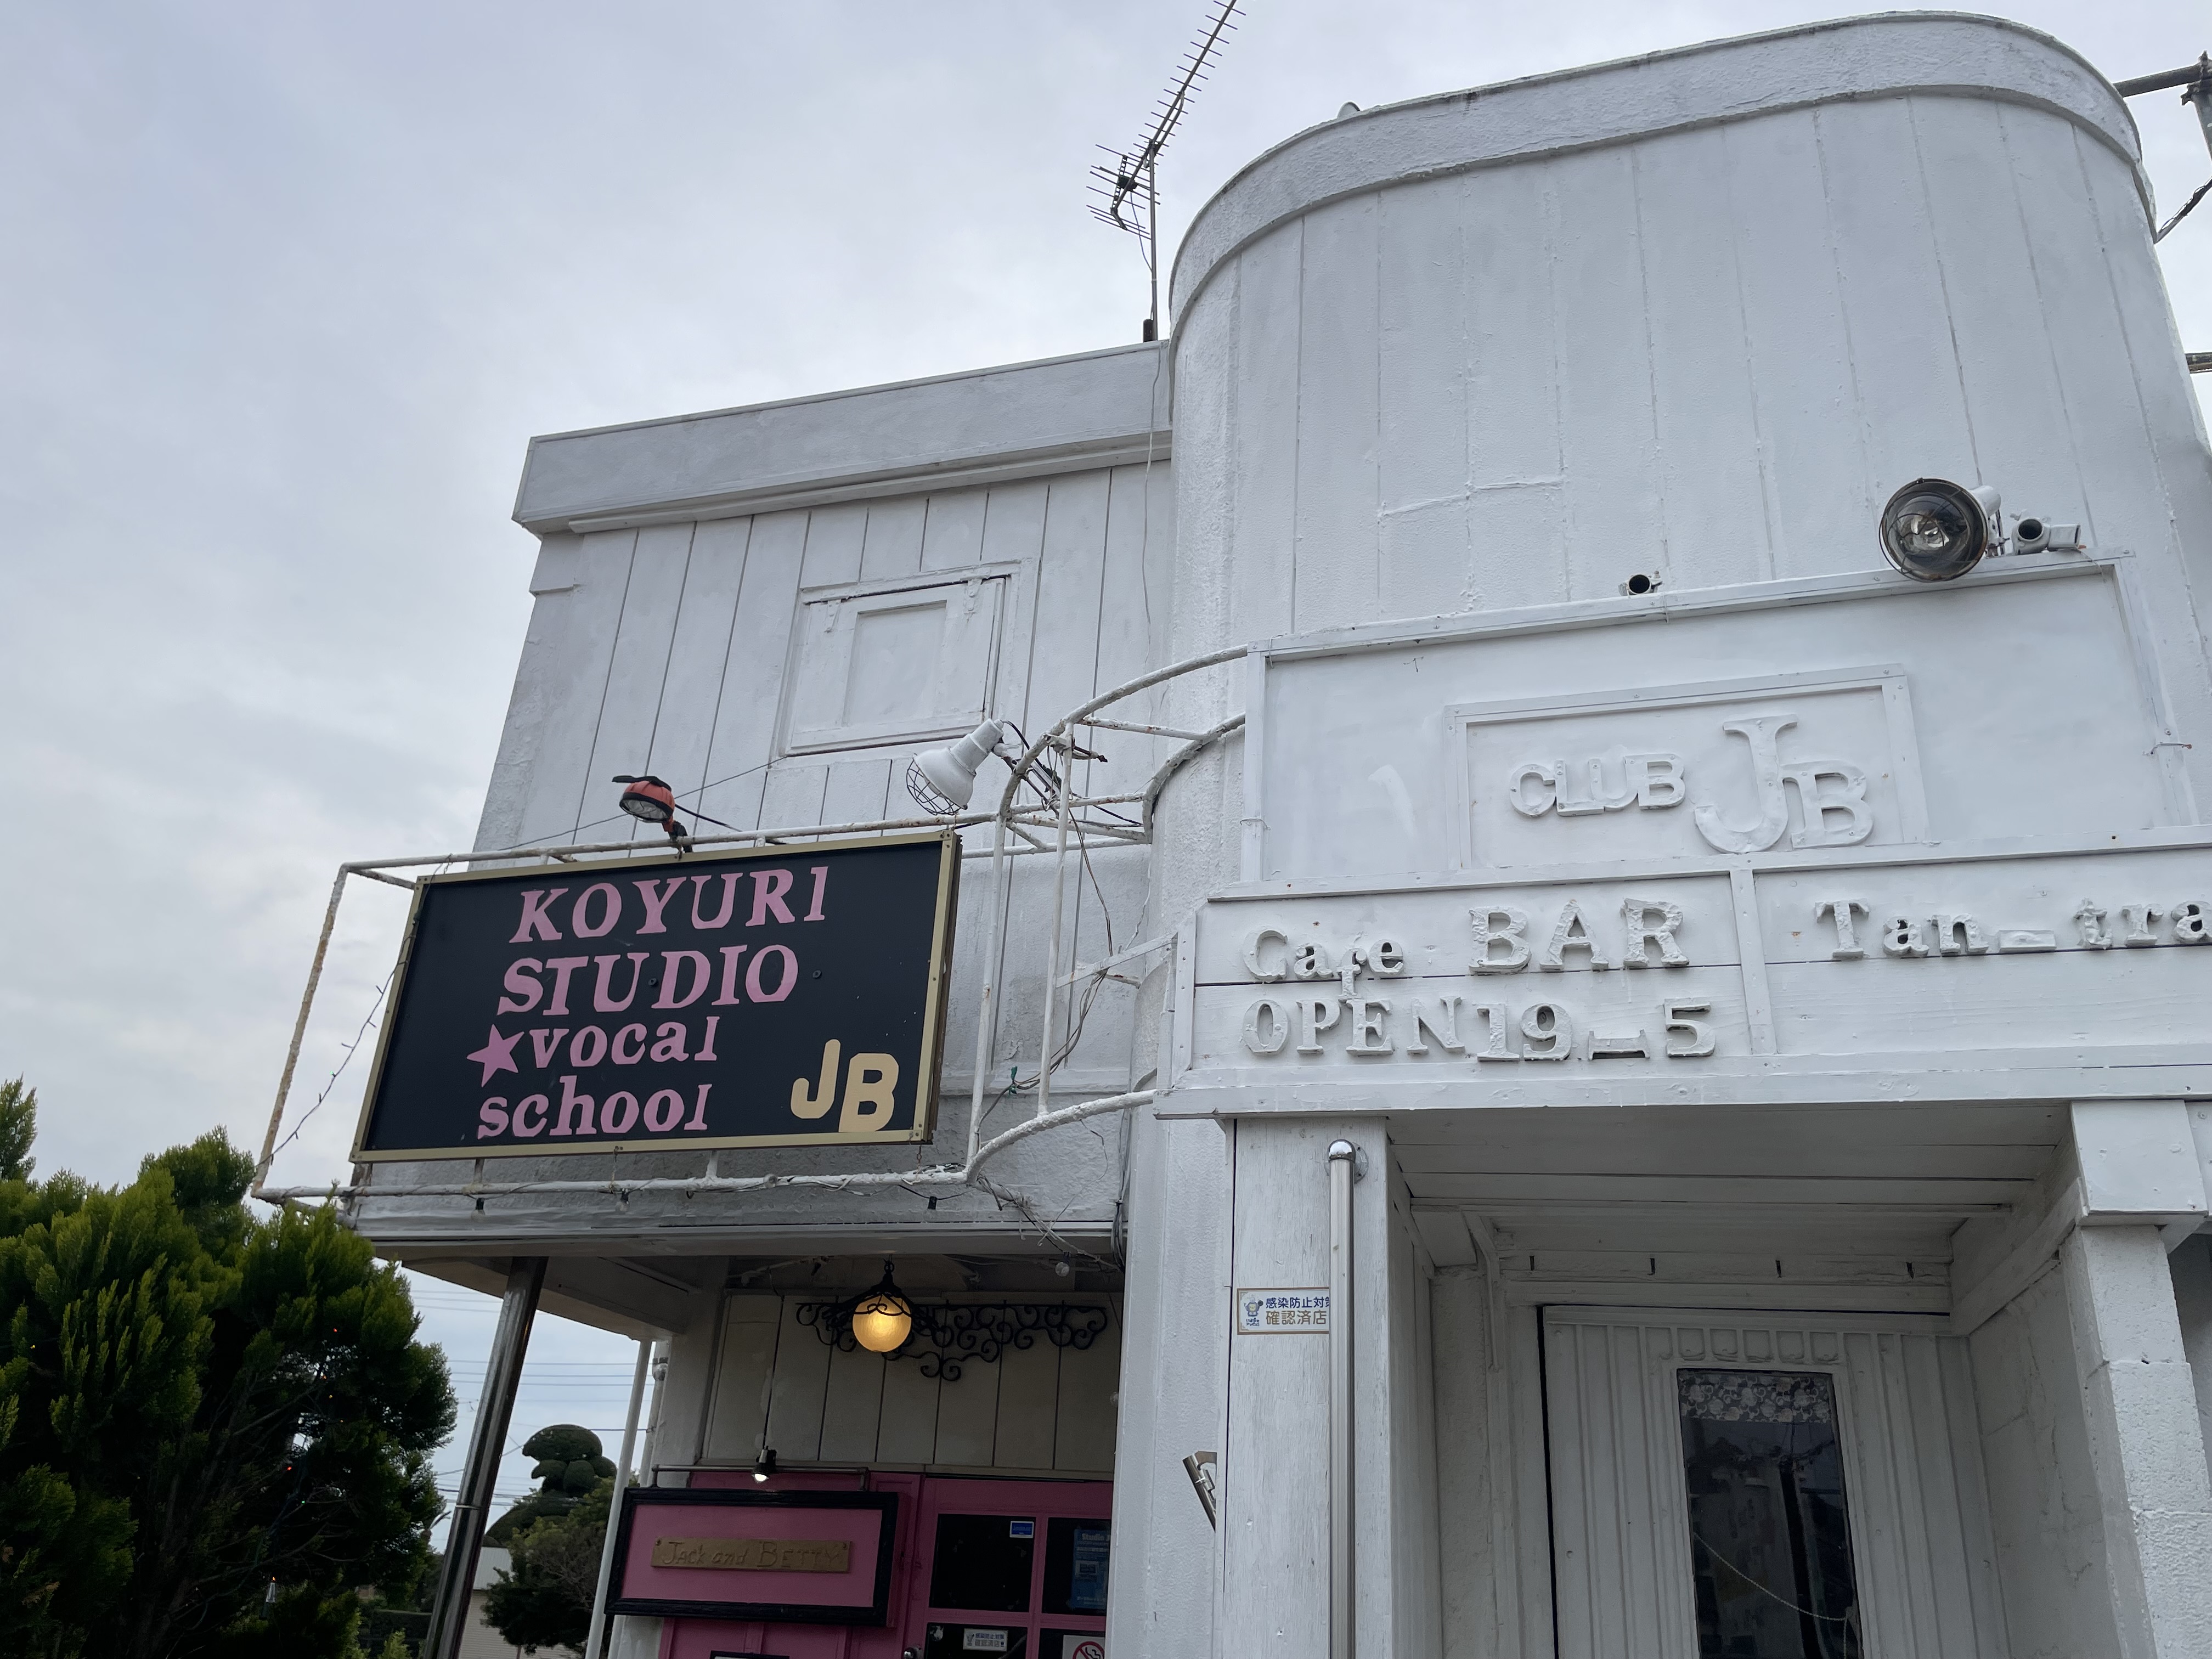 KOYURI
STUDIO
★vocal
school
JB
CLUB JB
Cafe BAR
OPEN 19_5
Tan_tra
感染防止対策
確認済店
Jack and BETTY